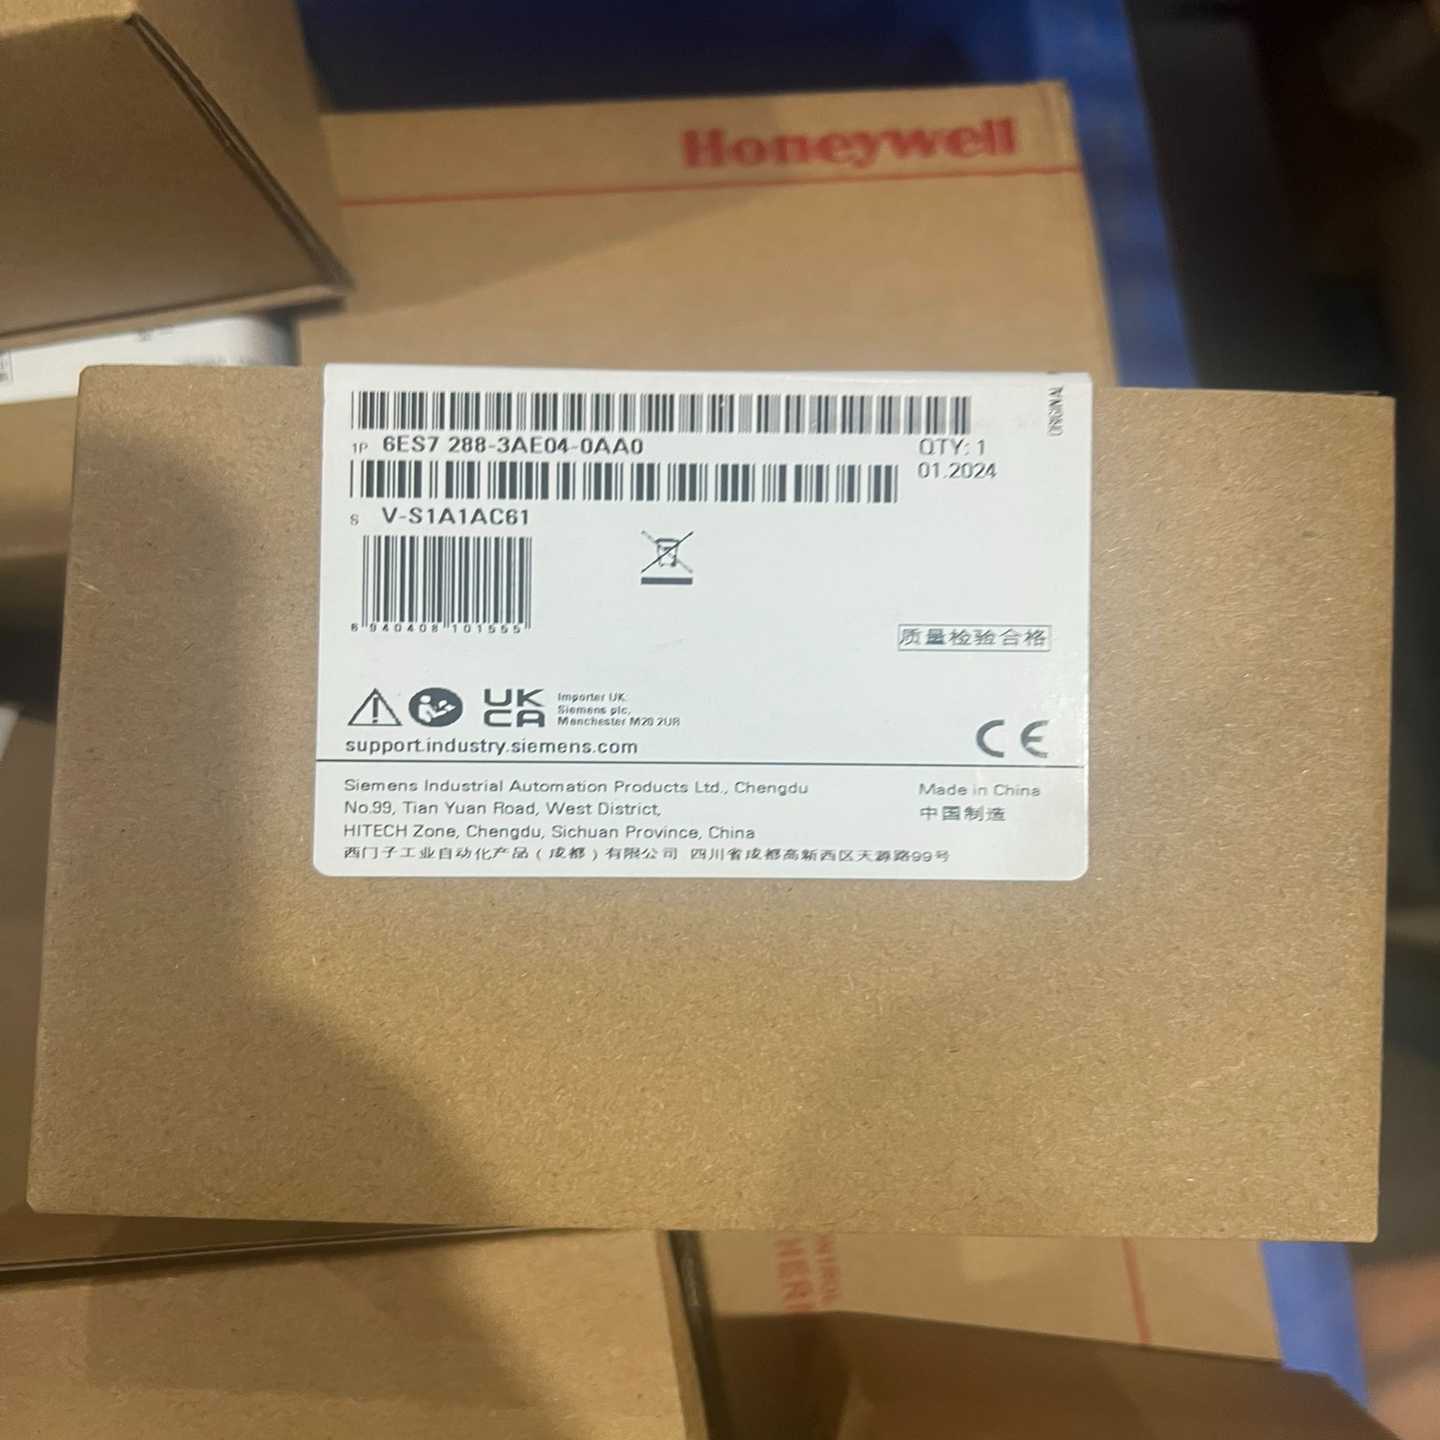 Honeywell
1P 6ES7 288-3AE04-0AA0
QTY: 1
01.2024
S V-S1A1AC61
6 940408 101555
质量检验合格
UK
CA
Importer UK:
Siemens plc,
Manchester M20 2UR
support.industry.siemens.com
CE
Siemens Industrial Automation Products Ltd., Chengdu
No.99, Tian Yuan Road, West District,
HITECH Zone, Chengdu, Sichuan Province, China
西门子工业自动化产品(成都)有限公司 四川省成都高新西区天源路99号
Made in China
中国制造